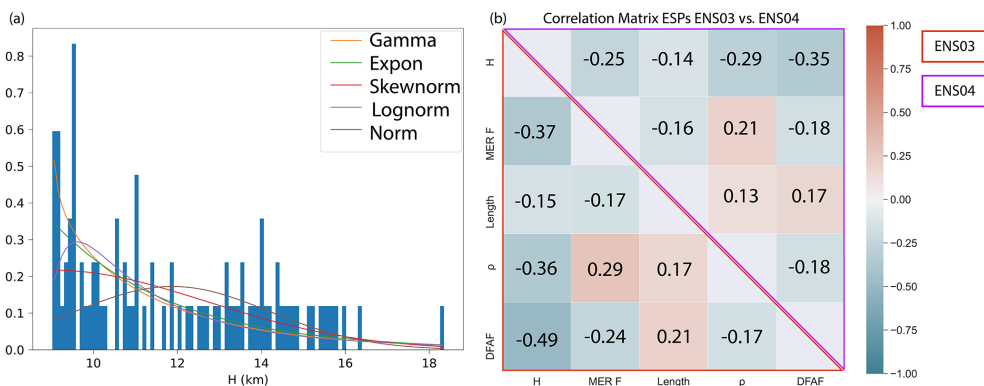 (a)
0.8
0.7
0.6
0.5
0.4
0.3
0.2
0.1
0.0
10
12
14
16
18
H (km)
Gamma
Expon
Skewnorm
Lognorm
Norm
(b)
Correlation Matrix ESPs ENS03 vs. ENS04
H
-0.25
-0.14
-0.29
-0.35
MER F
-0.37
-0.16
0.21
-0.18
Length
-0.15
-0.17
0.13
0.17
ρ
-0.36
0.29
0.17
-0.18
DFAF
-0.49
-0.24
0.21
-0.17
H
MER F
Length
ρ
DFAF
1.00
0.75
0.50
0.25
0.00
-0.25
-0.50
-0.75
-1.00
ENS03
ENS04